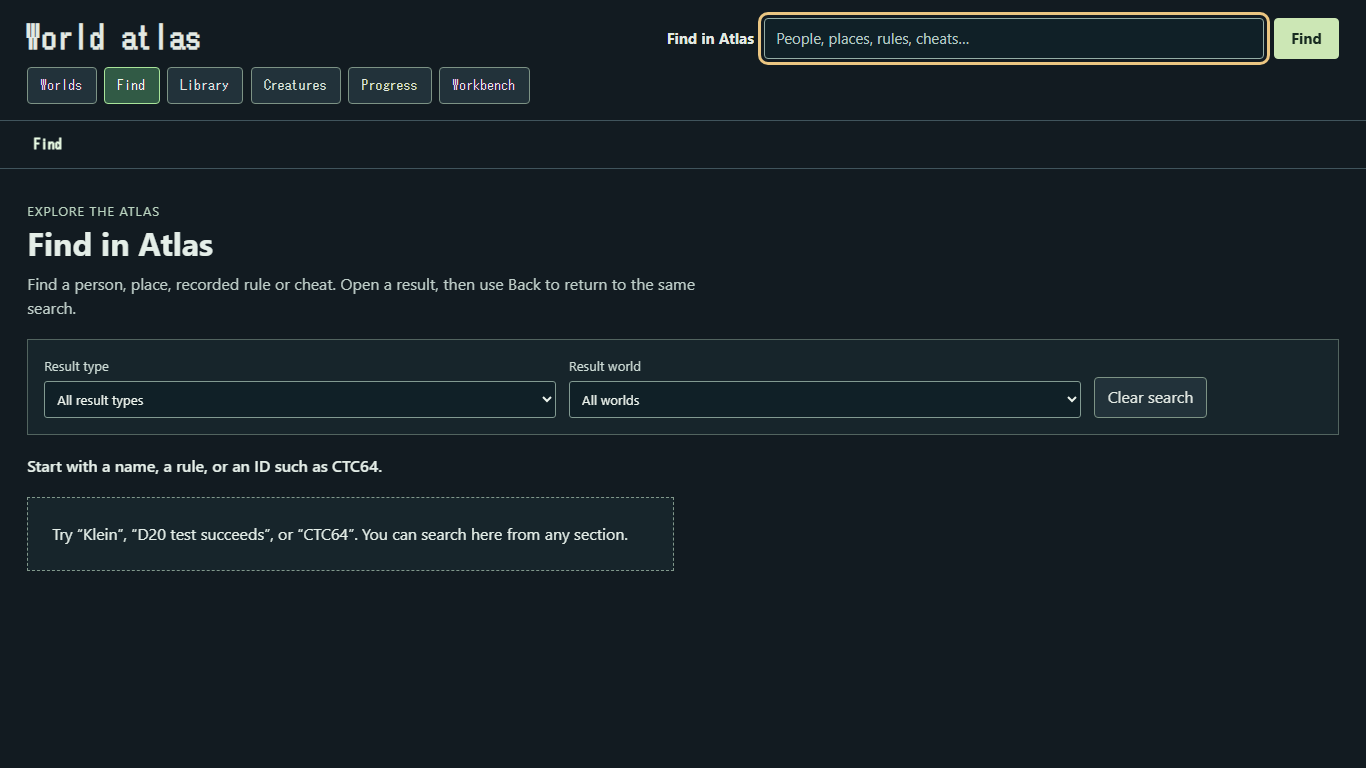 World atlas
Find in Atlas
People, places, rules, cheats…
Find
Worlds
Find
Library
Creatures
Progress
Workbench
Find
EXPLORE THE ATLAS
Find in Atlas
Find a person, place, recorded rule or cheat. Open a result, then use Back to return to the same
search.
Result type
Result world
All result types
All worlds
Clear search
Start with a name, a rule, or an ID such as CTC64.
Try “Klein”, “D20 test succeeds”, or “CTC64”. You can search here from any section.